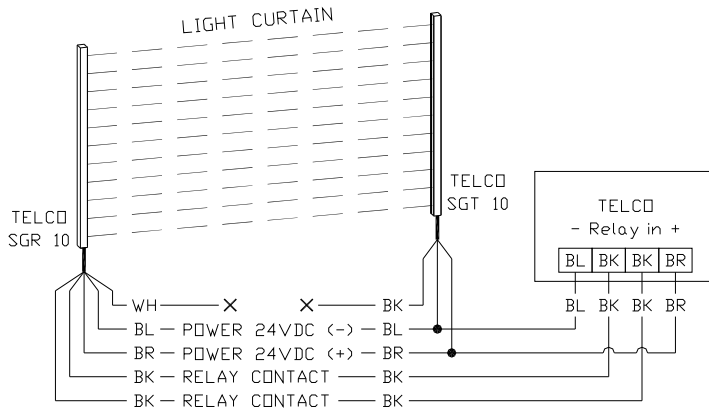 LIGHT CURTAIN
TELCO
SGR 10
TELCO
SGT 10
TELCO
- Relay in +
BL BK BK BR
BL BK BK BR
WH BK
BL POWER 24VDC (-) BL
BR POWER 24VDC (+) BR
BK RELAY CONTACT BK
BK RELAY CONTACT BK